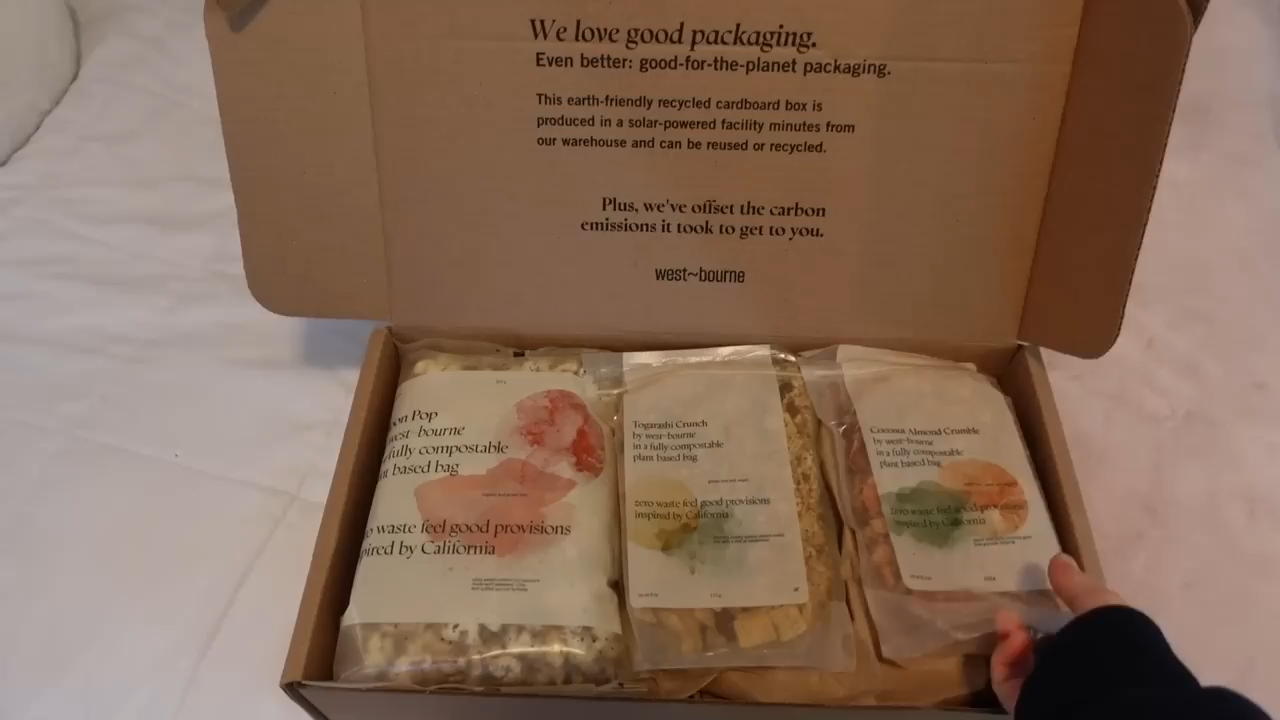 We love good packaging.
Even better: good-for-the-planet packaging.
This earth-friendly recycled cardboard box is
produced in a solar-powered facility minutes from
our warehouse and can be reused or recycled.
Plus, we've offset the carbon
emissions it took to get to you.
west~bourne
Pop
west~bourne
fully compostable
based bag
waste feel good provisions
by California
Togarashi Crunch
by west~bourne
in a fully compostable
plant based bag
zero waste feel good provisions
inspired by California
Coconut Almond Crumble
by west~bourne
in a fully compostable
plant based bag
zero waste feel good provisions
inspired by California